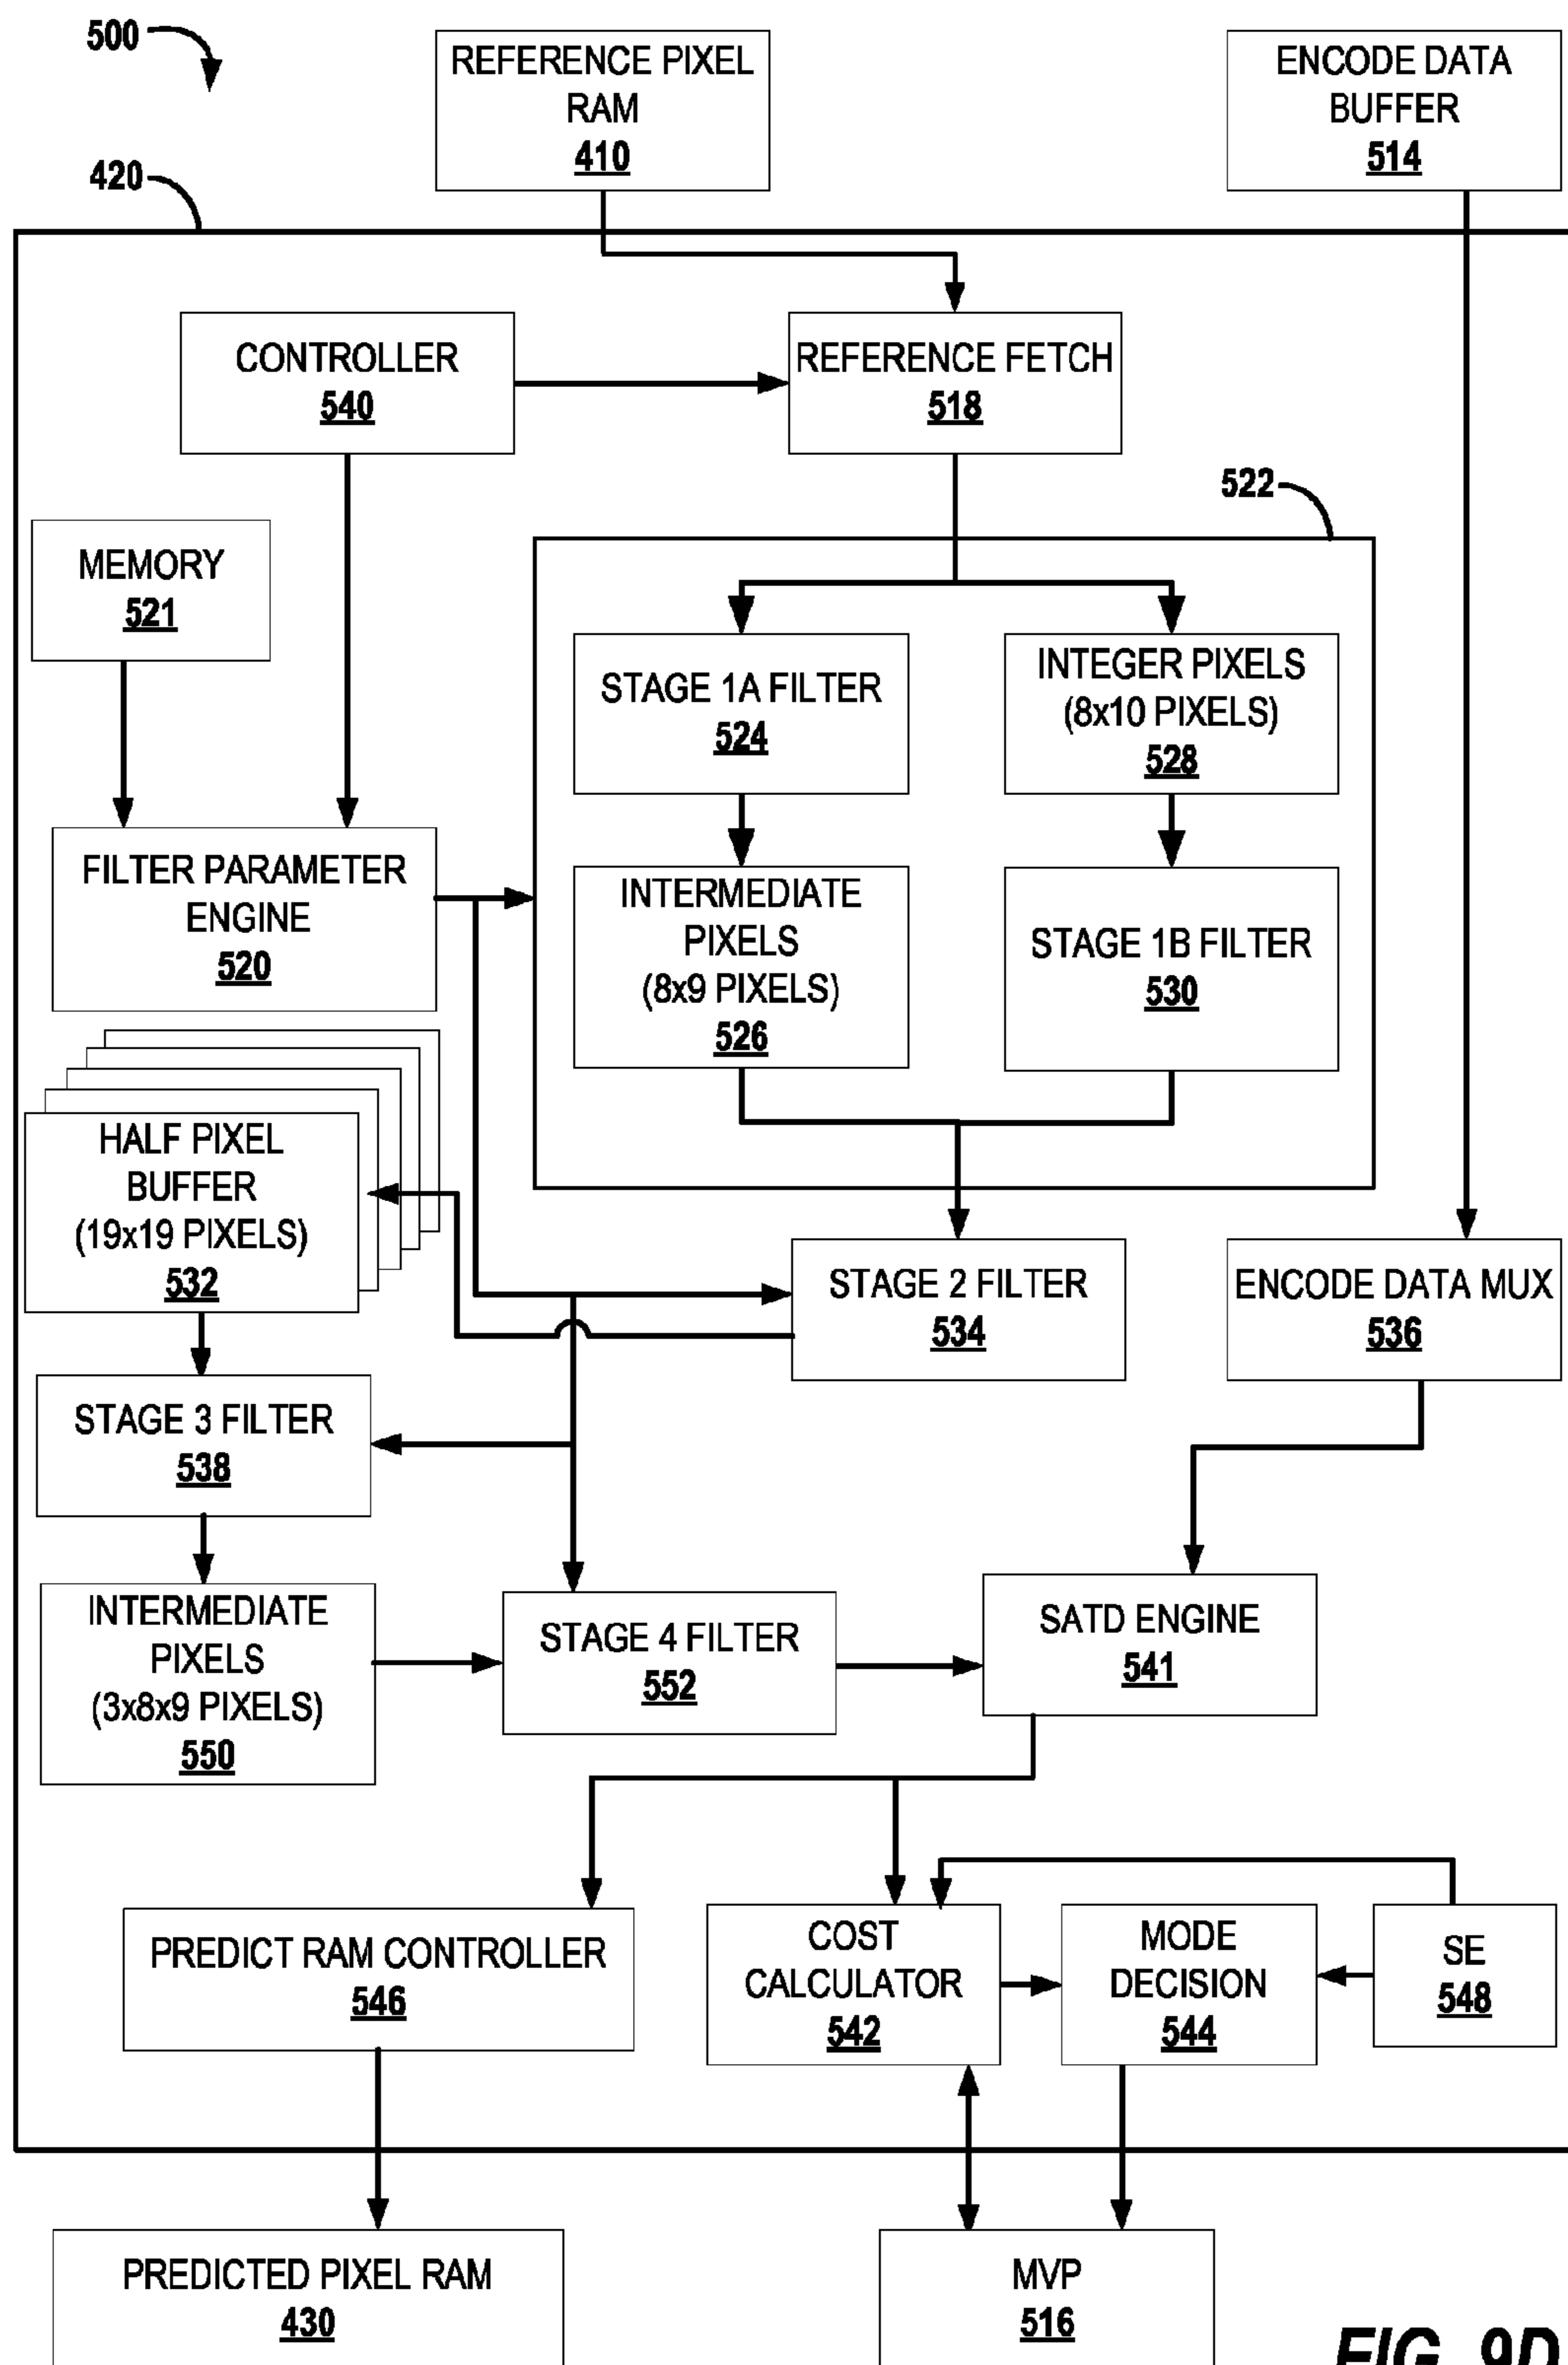 500
REFERENCE PIXEL
RAM
410
ENCODE DATA
BUFFER
514
420
CONTROLLER
540
REFERENCE FETCH
518
522
MEMORY
521
STAGE 1A FILTER
524
INTEGER PIXELS
(8x10 PIXELS)
528
FILTER PARAMETER
ENGINE
520
INTERMEDIATE
PIXELS
(8x9 PIXELS)
526
STAGE 1B FILTER
530
HALF PIXEL
BUFFER
(19x19 PIXELS)
532
STAGE 2 FILTER
534
ENCODE DATA MUX
536
STAGE 3 FILTER
538
INTERMEDIATE
PIXELS
(3x8x9 PIXELS)
550
STAGE 4 FILTER
552
SATD ENGINE
541
PREDICT RAM CONTROLLER
546
COST
CALCULATOR
542
MODE
DECISION
544
SE
548
PREDICTED PIXEL RAM
430
MVP
516
FIG. 9D